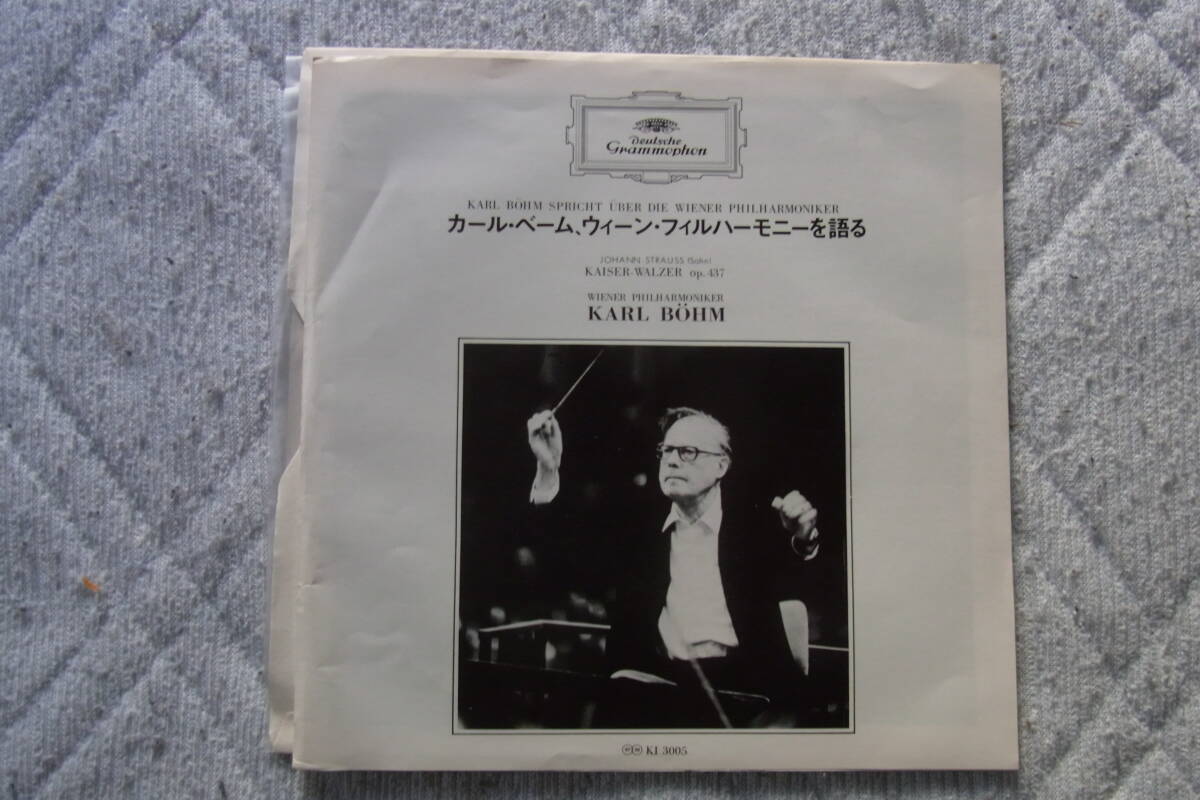 Deutsche
Grammophon
KARL BÖHM SPRICHT ÜBER DIE WIENER PHILHARMONIKER
カール・ベーム、ウィーン・フィルハーモニーを語る
JOHANN STRAUSS (Sohn)
KAISER-WALZER op. 437
WIENER PHILHARMONIKER
KARL BÖHM
KI 3005